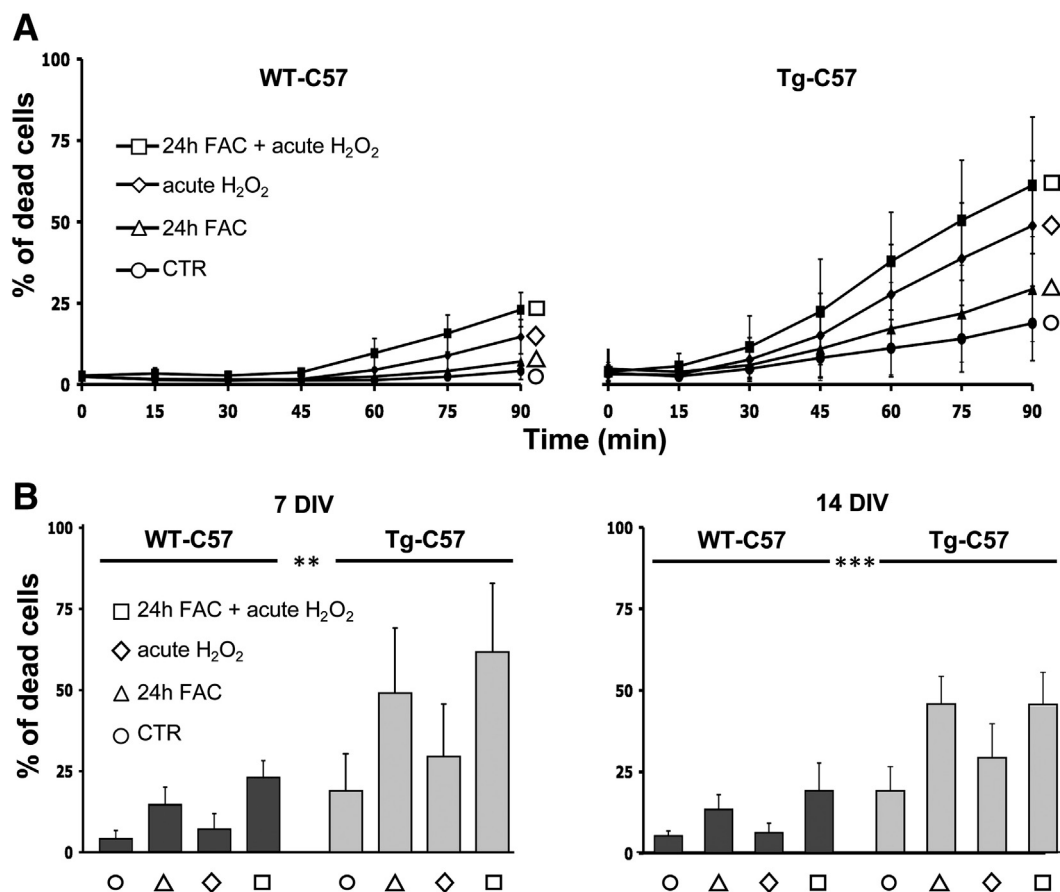 A
WT-C57
Tg-C57
% of dead cells
100
75
50
25
0
24h FAC + acute H₂O₂
acute H₂O₂
24h FAC
CTR
0 15 30 45 60 75 90
0 15 30 45 60 75 90
Time (min)
B
7 DIV
14 DIV
% of dead cells
100
75
50
25
0
WT-C57 ** Tg-C57
24h FAC + acute H₂O₂
acute H₂O₂
24h FAC
CTR
% of dead cells
100
75
50
25
0
WT-C57 *** Tg-C57